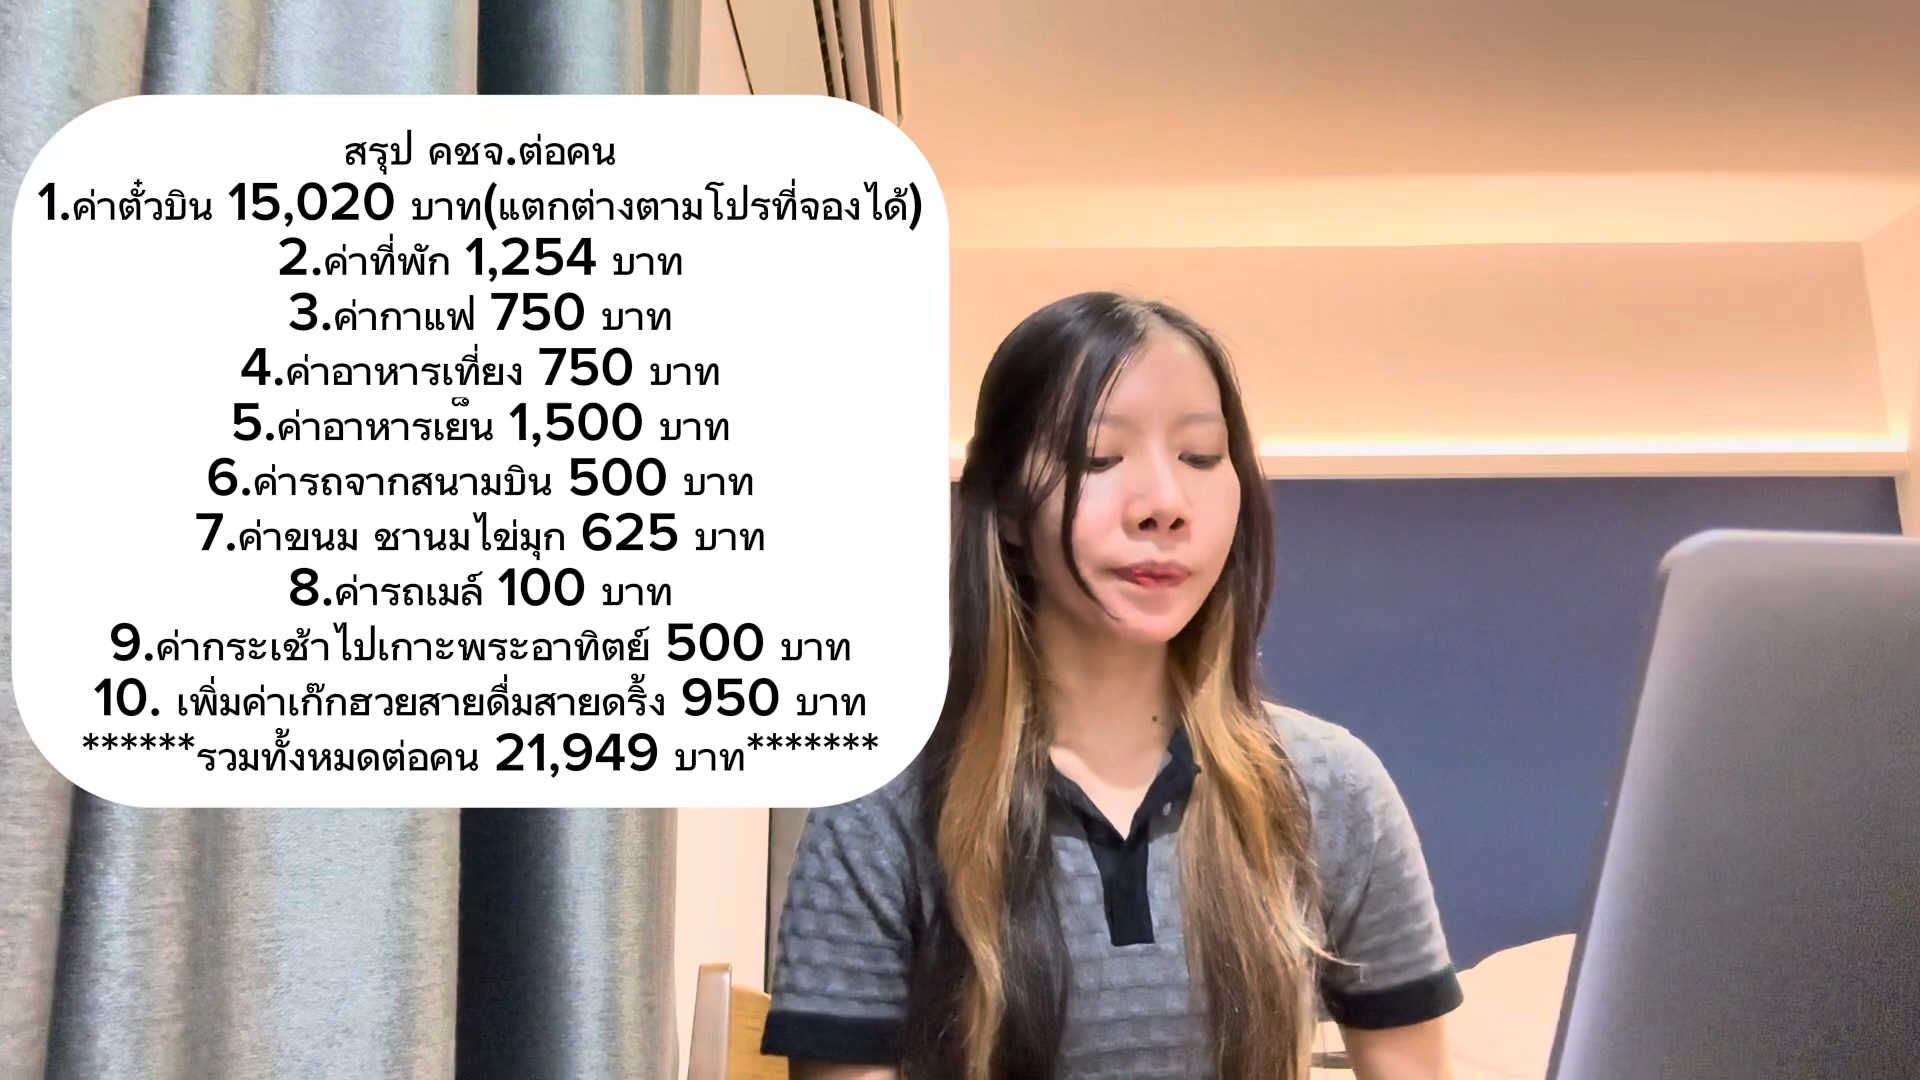 สรุป คชจ.ต่อคน
1.ค่าตั๋วบิน 15,020 บาท(แตกต่างตามโปรที่จองได้)
2.ค่าที่พัก 1,254 บาท
3.ค่ากาแฟ 750 บาท
4.ค่าอาหารเที่ยง 750 บาท
5.ค่าอาหารเย็น 1,500 บาท
6.ค่ารถจากสนามบิน 500 บาท
7.ค่าขนม ชานมไข่มุก 625 บาท
8.ค่ารถเมล์ 100 บาท
9.ค่ากระเช้าไปเกาะพระอาทิตย์ 500 บาท
10. เพิ่มค่าเก๊กฮวยสายดื่มสายดริ้ง 950 บาท
******รวมทั้งหมดต่อคน 21,949 บาท*******